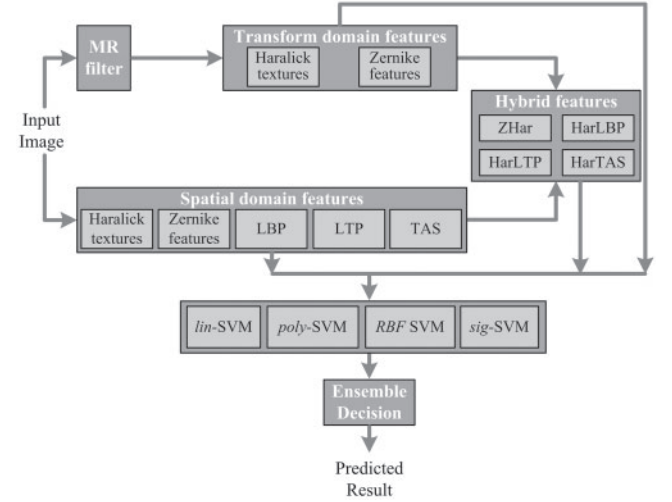 MR
filter
Transform domain features
Haralick
textures
Zernike
features
Input
Image
Hybrid features
ZHar
HarLBP
HarLTP
HarTAS
Spatial domain features
Haralick
textures
Zernike
features
LBP
LTP
TAS
lin-SVM
poly-SVM
RBF SVM
sig-SVM
Ensemble
Decision
Predicted
Result